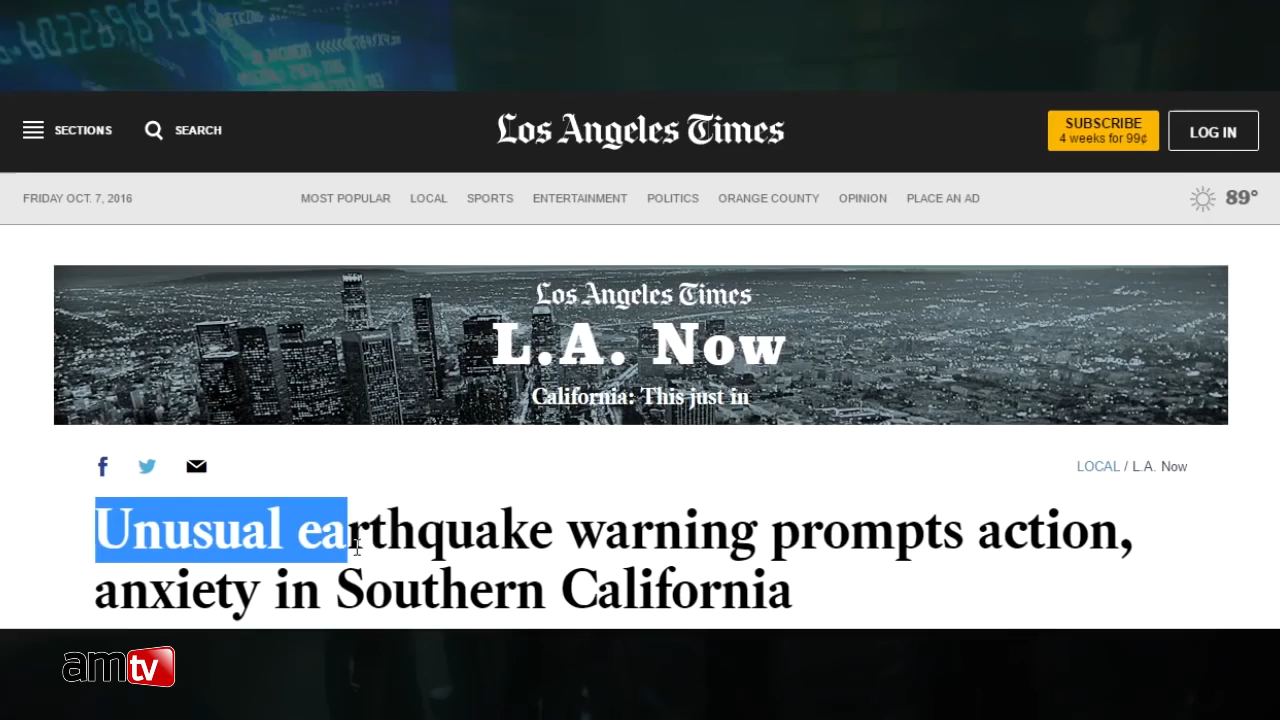 SECTIONS
SEARCH
Los Angeles Times
SUBSCRIBE
4 weeks for 99¢
LOG IN
FRIDAY OCT. 7, 2016
MOST POPULAR LOCAL SPORTS ENTERTAINMENT POLITICS ORANGE COUNTY OPINION PLACE AN AD
89°
Los Angeles Times
L.A. Now
California: This just in
LOCAL / L.A. Now
Unusual earthquake warning prompts action,
anxiety in Southern California
amtv